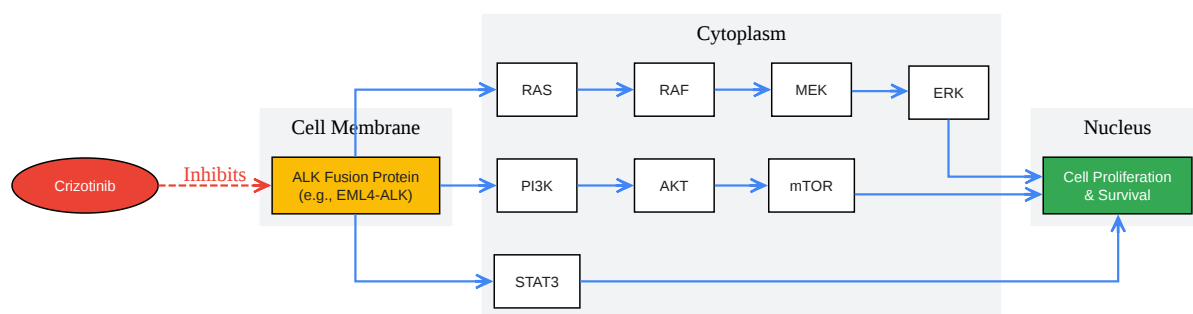 Cytoplasm
RAS
RAF
MEK
ERK
Cell Membrane
Nucleus
Crizotinib
Inhibits
ALK Fusion Protein
(e.g., EML4-ALK)
PI3K
AKT
mTOR
Cell Proliferation
& Survival
STAT3